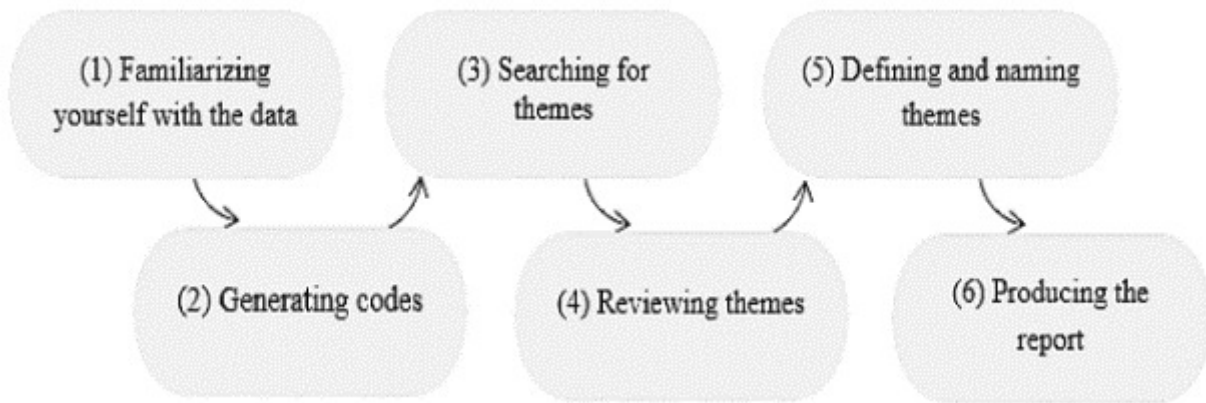 (1) Familiarizing
yourself with the data
(2) Generating codes
(3) Searching for
themes
(4) Reviewing themes
(5) Defining and naming
themes
(6) Producing the
report